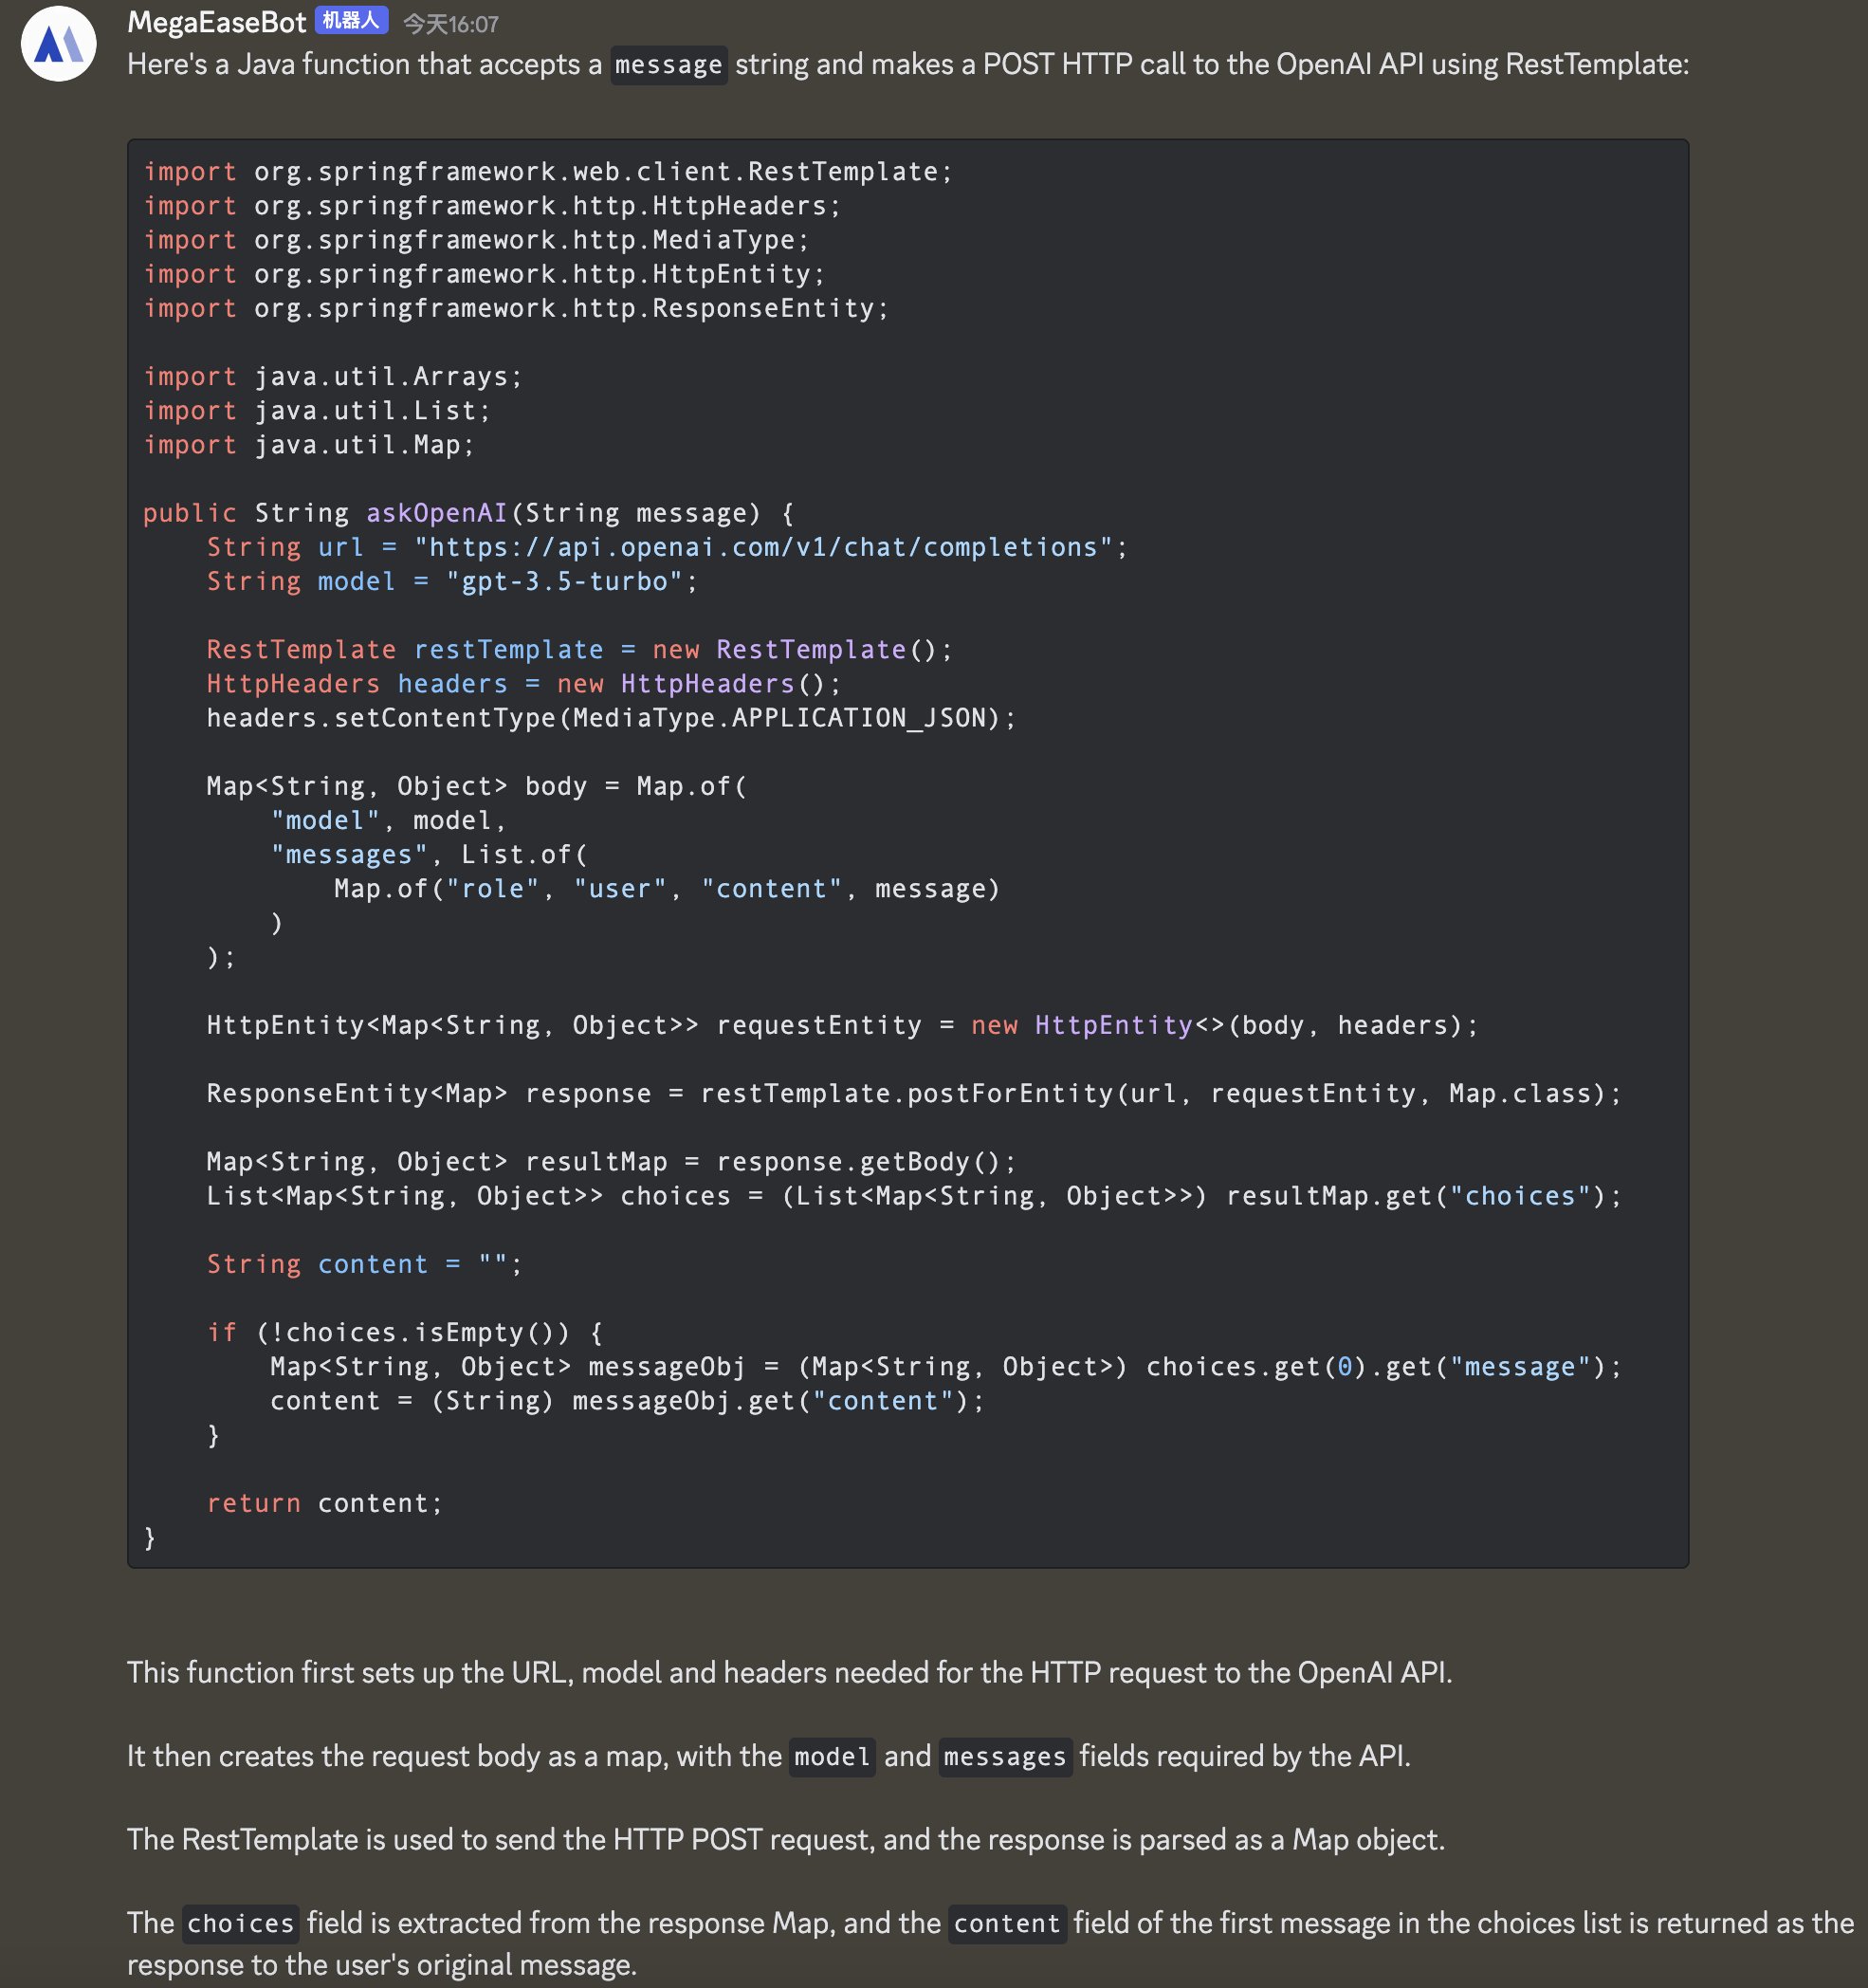 MegaEaseBot 机器人 今天16:07
Here's a Java function that accepts a message string and makes a POST HTTP call to the OpenAI API using RestTemplate:
import org.springframework.web.client.RestTemplate;
import org.springframework.http.HttpHeaders;
import org.springframework.http.MediaType;
import org.springframework.http.HttpEntity;
import org.springframework.http.ResponseEntity;
import java.util.Arrays;
import java.util.List;
import java.util.Map;
public String askOpenAI(String message) {
    String url = "https://api.openai.com/v1/chat/completions";
    String model = "gpt-3.5-turbo";
    RestTemplate restTemplate = new RestTemplate();
    HttpHeaders headers = new HttpHeaders();
    headers.setContentType(MediaType.APPLICATION_JSON);
    Map<String, Object> body = Map.of(
        "model", model,
        "messages", List.of(
            Map.of("role", "user", "content", message)
        )
    );
    HttpEntity<Map<String, Object>> requestEntity = new HttpEntity<>(body, headers);
    ResponseEntity<Map> response = restTemplate.postForEntity(url, requestEntity, Map.class);
    Map<String, Object> resultMap = response.getBody();
    List<Map<String, Object>> choices = (List<Map<String, Object>>) resultMap.get("choices");
    String content = "";
    if (!choices.isEmpty()) {
        Map<String, Object> messageObj = (Map<String, Object>) choices.get(0).get("message");
        content = (String) messageObj.get("content");
    }
    return content;
}
This function first sets up the URL, model and headers needed for the HTTP request to the OpenAI API.
It then creates the request body as a map, with the model and messages fields required by the API.
The RestTemplate is used to send the HTTP POST request, and the response is parsed as a Map object.
The choices field is extracted from the response Map, and the content field of the first message in the choices list is returned as the
response to the user's original message.